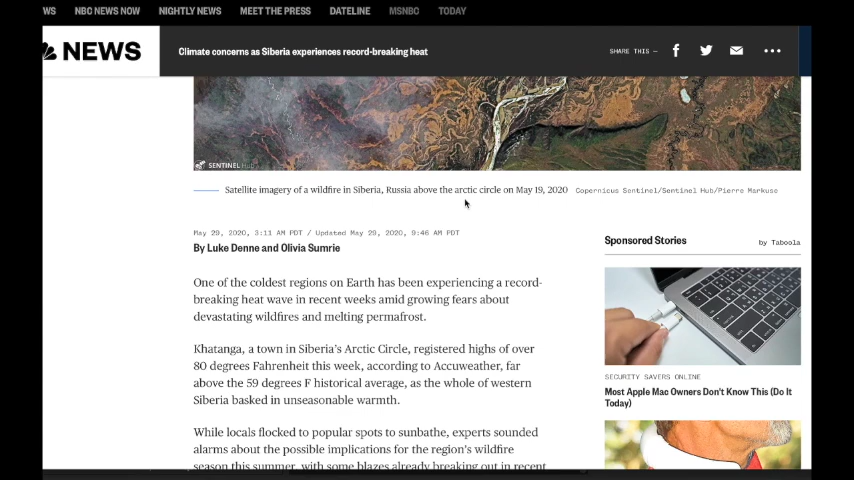 WS NBC NEWS NOW NIGHTLY NEWS MEET THE PRESS DATELINE MSNBC TODAY
NEWS
Climate concerns as Siberia experiences record-breaking heat
SHARE THIS —
SENTINEL Hub
Satellite imagery of a wildfire in Siberia, Russia above the arctic circle on May 19, 2020 Copernicus Sentinel/Sentinel Hub/Pierre Markuse
May 29, 2020, 3:11 AM PDT / Updated May 29, 2020, 9:46 AM PDT
By Luke Denne and Olivia Sumrie
One of the coldest regions on Earth has been experiencing a record-
breaking heat wave in recent weeks amid growing fears about
devastating wildfires and melting permafrost.
Khatanga, a town in Siberia's Arctic Circle, registered highs of over
80 degrees Fahrenheit this week, according to Accuweather, far
above the 59 degrees F historical average, as the whole of western
Siberia basked in unseasonable warmth.
While locals flocked to popular spots to sunbathe, experts sounded
alarms about the possible implications for the region's wildfire
season this summer, with some blazes already breaking out in recent
Sponsored Stories
by Taboola
SECURITY SAVERS ONLINE
Most Apple Mac Owners Don't Know This (Do It
Today)